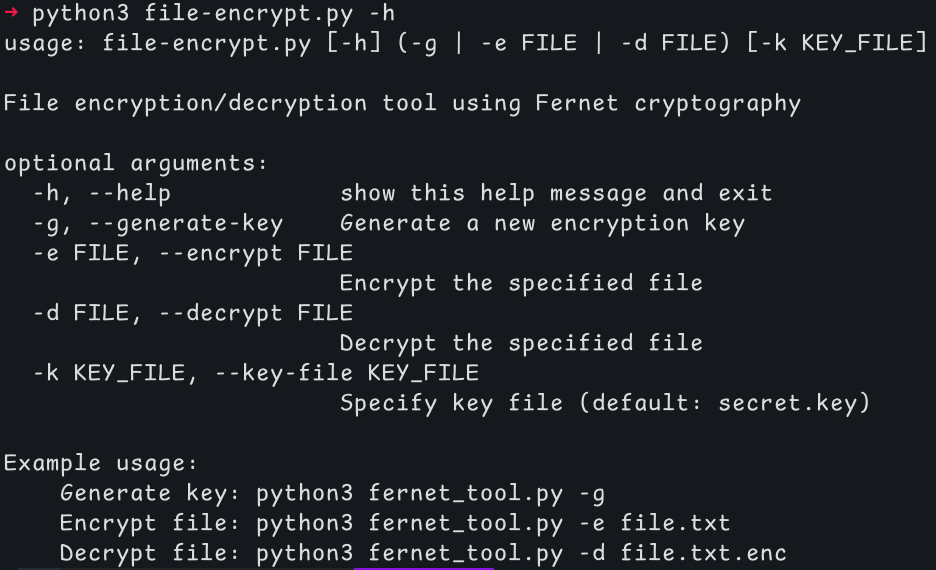 → python3 file-encrypt.py -h
usage: file-encrypt.py [-h] (-g | -e FILE | -d FILE) [-k KEY_FILE]

File encryption/decryption tool using Fernet cryptography

optional arguments:
  -h, --help            show this help message and exit
  -g, --generate-key    Generate a new encryption key
  -e FILE, --encrypt FILE
                        Encrypt the specified file
  -d FILE, --decrypt FILE
                        Decrypt the specified file
  -k KEY_FILE, --key-file KEY_FILE
                        Specify key file (default: secret.key)

Example usage:
    Generate key: python3 fernet_tool.py -g
    Encrypt file: python3 fernet_tool.py -e file.txt
    Decrypt file: python3 fernet_tool.py -d file.txt.enc